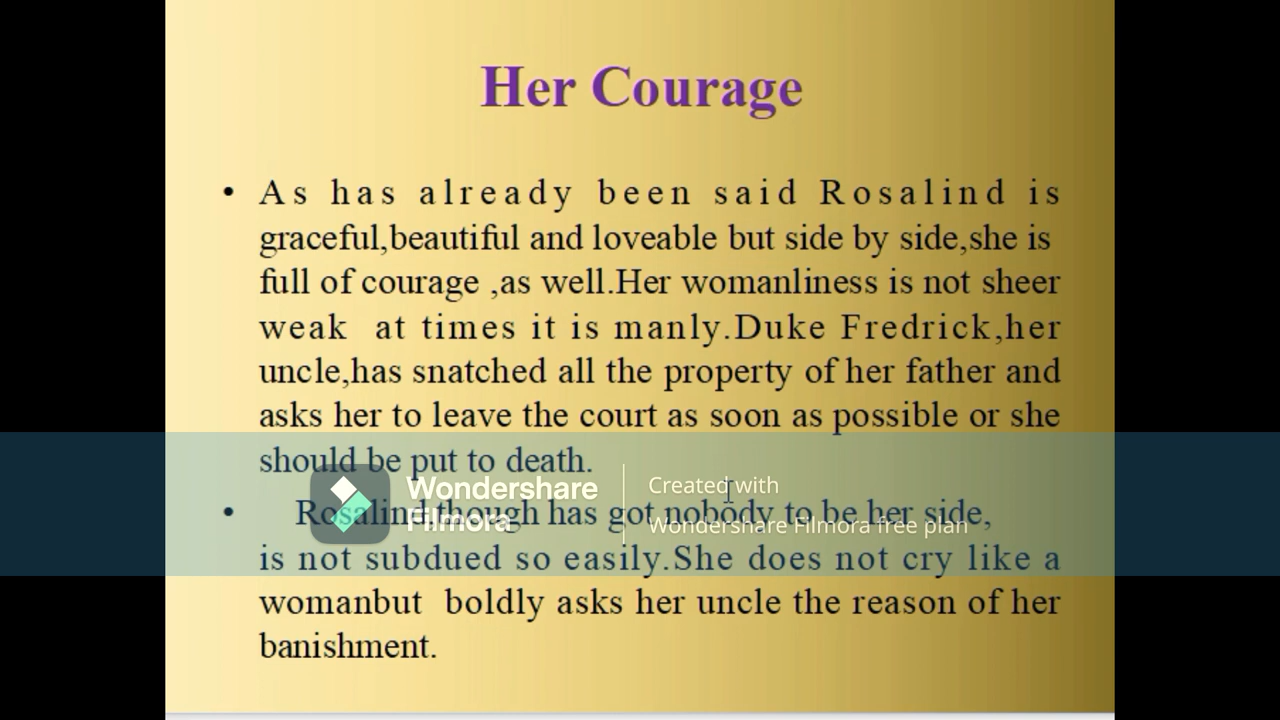 Her Courage
• As has already been said Rosalind is
graceful,beautiful and loveable but side by side,she is
full of courage ,as well.Her womanliness is not sheer
weak at times it is manly.Duke Fredrick,her
uncle,has snatched all the property of her father and
asks her to leave the court as soon as possible or she
should be put to death.
Wondershare
Filmora
Created with
Wondershare Filmora free plan
• Rosalind,though has got nobody to be her side,
is not subdued so easily.She does not cry like a
womanbut boldly asks her uncle the reason of her
banishment.